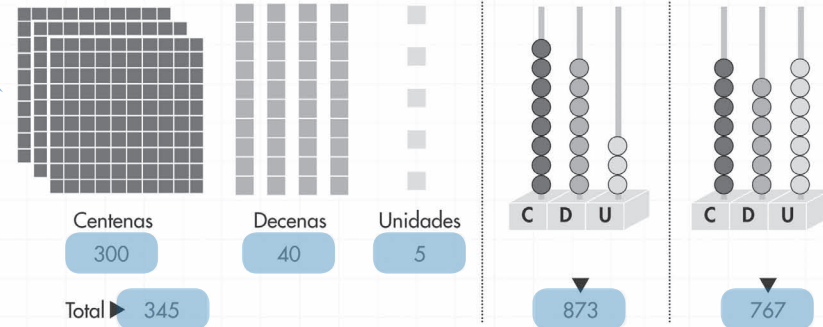 Centenas Decenas Unidades
300 40 5
Total 345
C D U
873
C D U
767